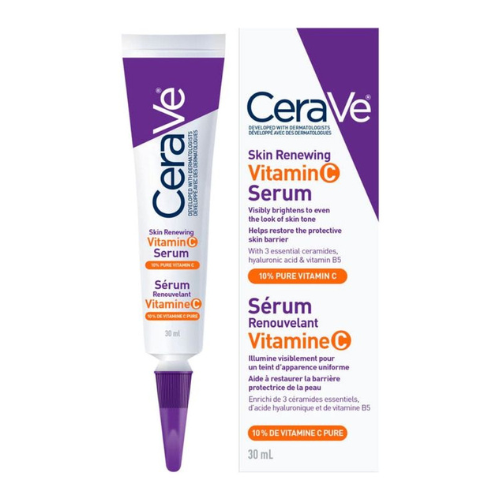 CeraVe
DEVELOPED WITH DERMATOLOGISTS
DÉVELOPPÉ AVEC DES DERMATOLOGUES
Skin Renewing
Vitamin C
Serum
10% PURE VITAMIN C
Sérum
Renouvelant
Vitamine C
10% DE VITAMINE C PURE
30 ml
CeraVe
DEVELOPED WITH DERMATOLOGISTS
DÉVELOPPÉ AVEC DES DERMATOLOGUES
Skin Renewing
Vitamin C
Serum
Visibly brightens to even
the look of skin tone
Helps restore the protective
skin barrier
With 3 essential ceramides,
hyaluronic acid & vitamin B5
10% PURE VITAMIN C
Sérum
Renouvelant
Vitamine C
Illumine visiblement pour
un teint d'apparence uniforme
Aide à restaurer la barrière
protectrice de la peau
Enrichi de 3 céramides essentiels,
d'acide hyaluronique et de vitamine B5
10% DE VITAMINE C PURE
30 mL